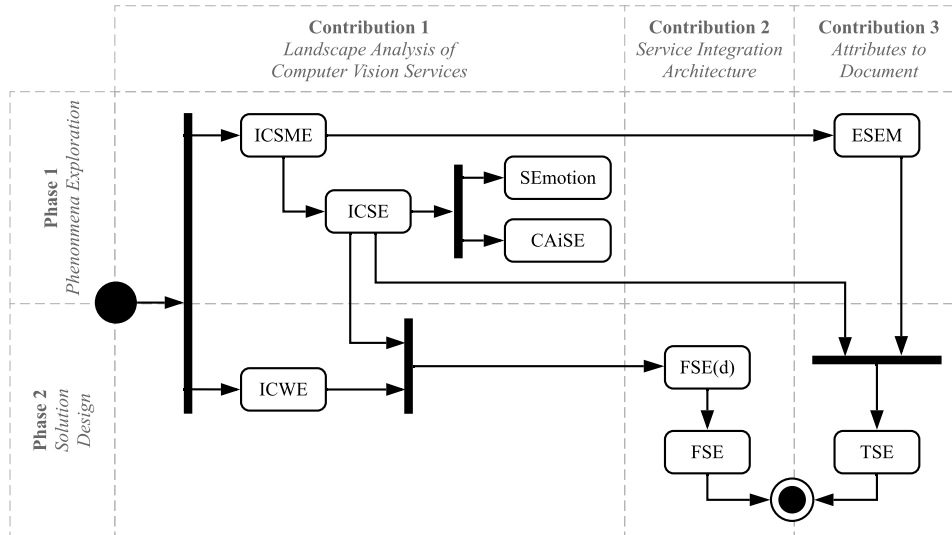 Contribution 1
Landscape Analysis of
Computer Vision Services
Contribution 2
Service Integration
Architecture
Contribution 3
Attributes to
Document
Phase 1
Phenonmena Exploration
ICSME
ESEM
SEmotion
ICSE
CAiSE
Phase 2
Solution
Design
ICWE
FSE(d)
FSE
TSE